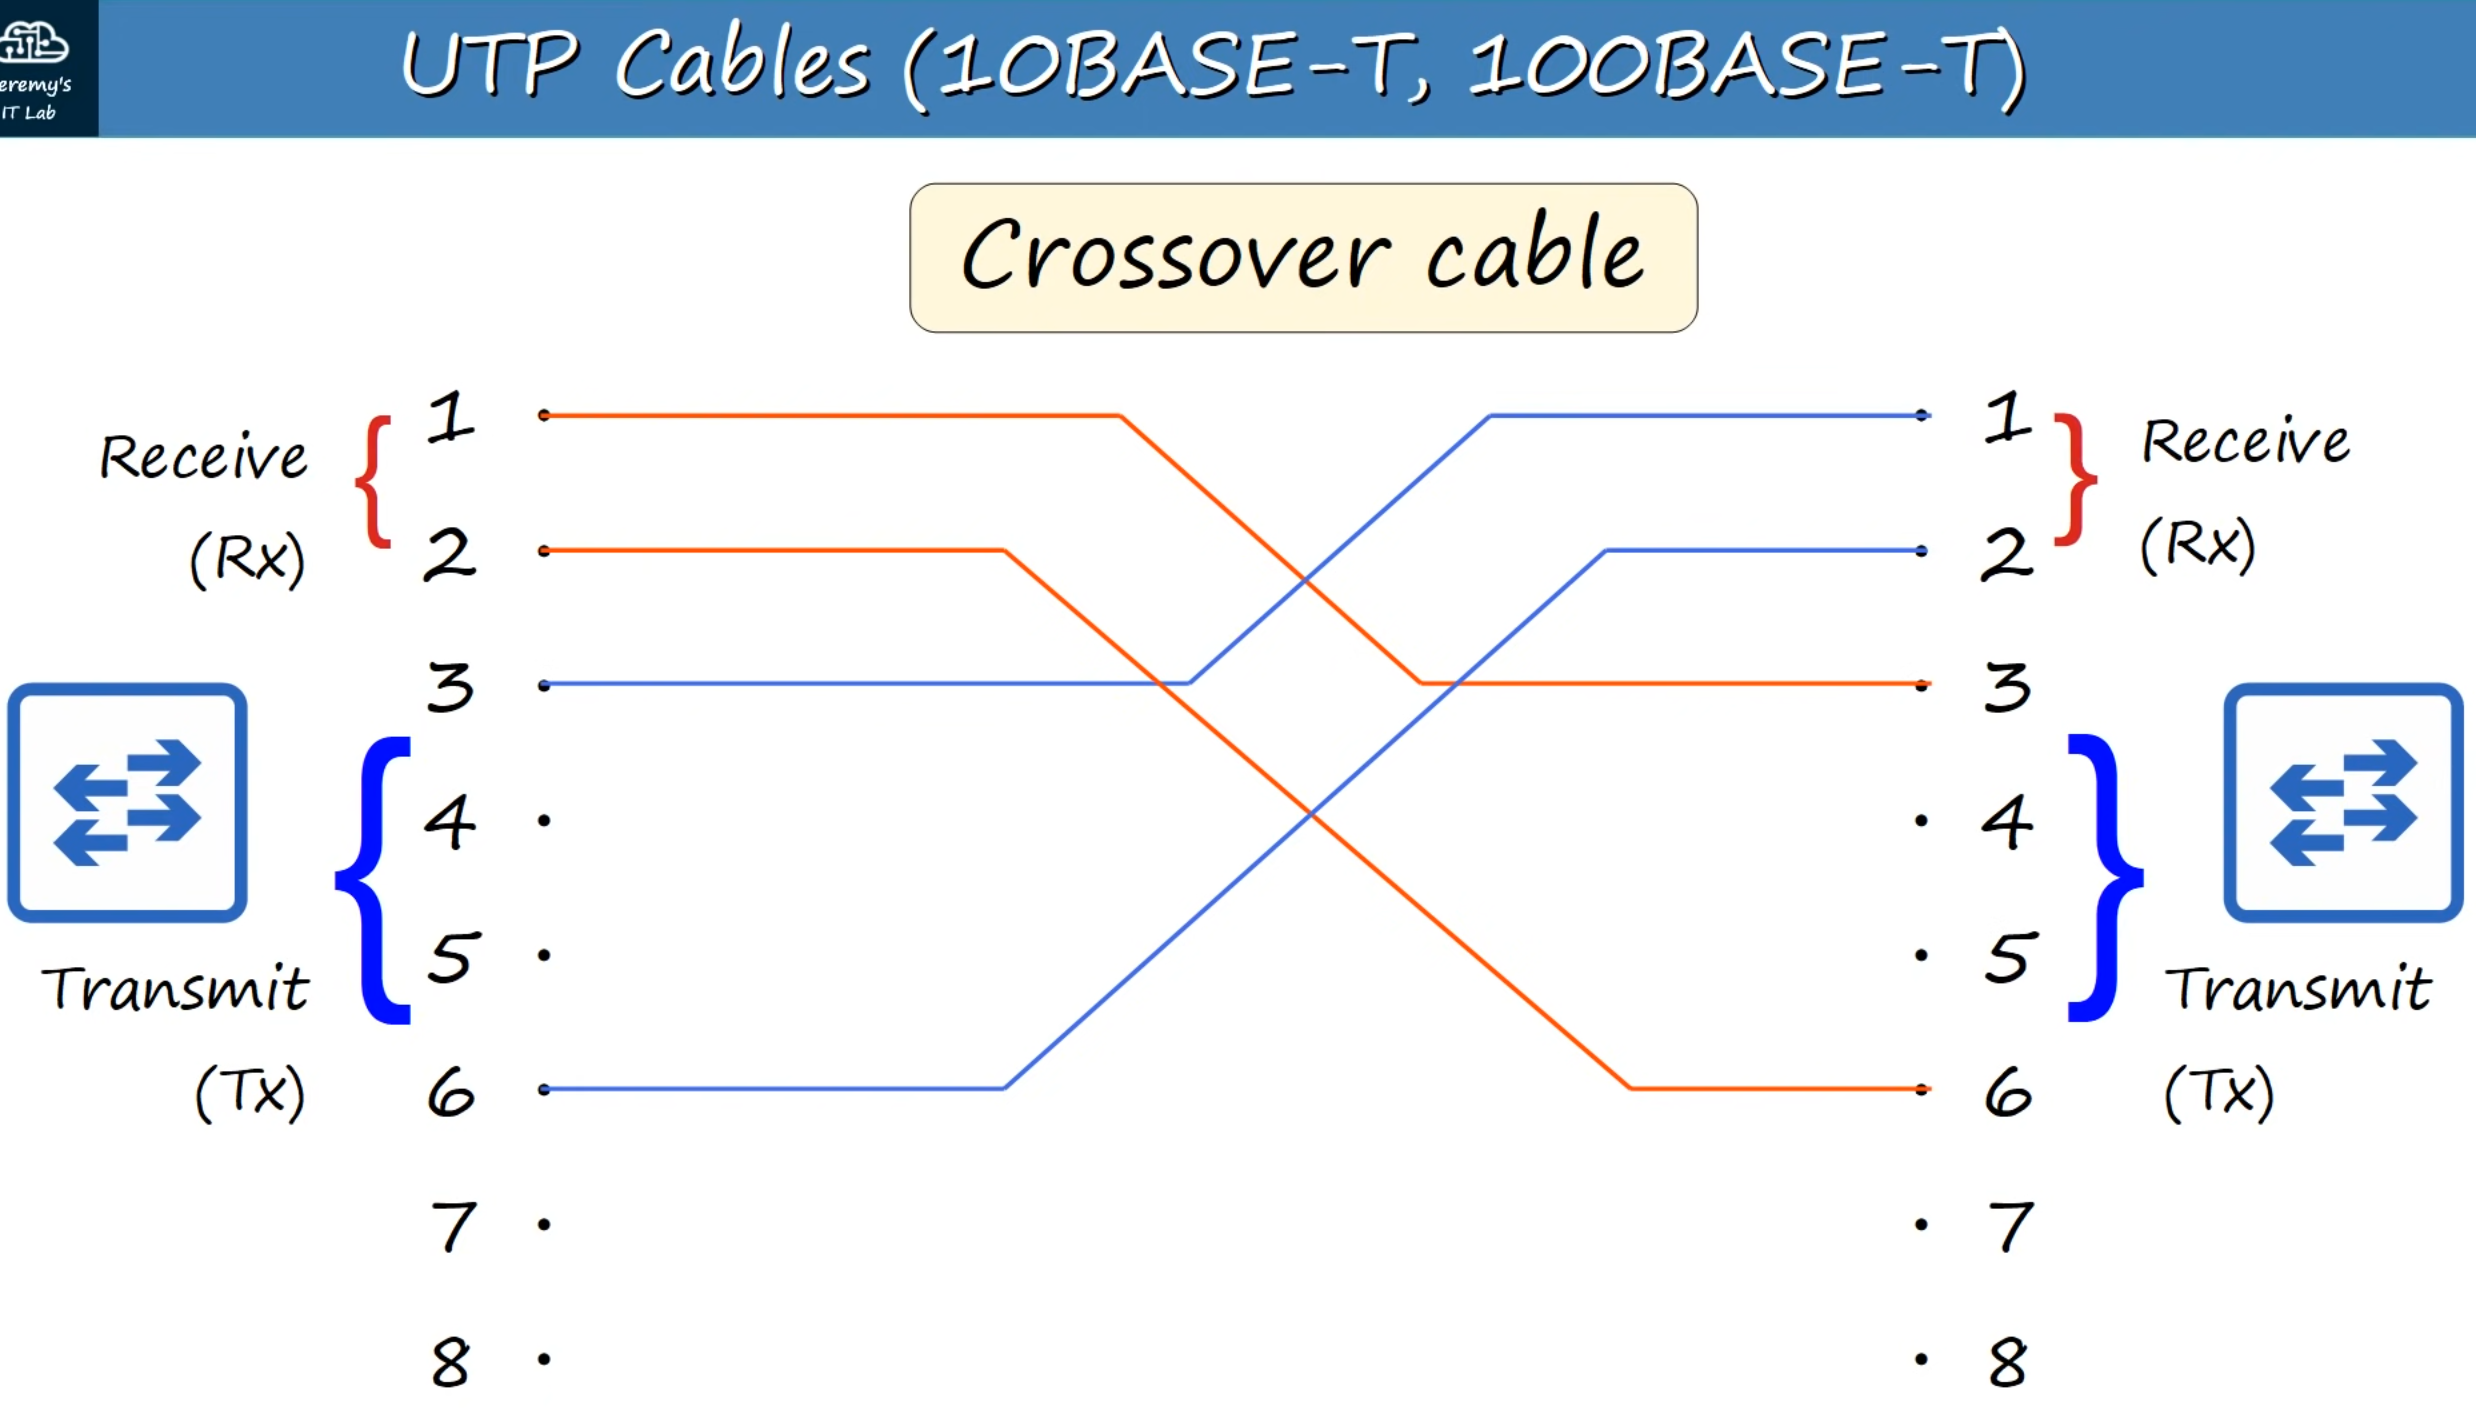 eremy's
IT Lab
UTP Cables (10BASE-T, 100BASE-T)
Crossover cable
Receive
(Rx)
Transmit
(Tx)
1
2
3
4
5
6
7
8
1
2
3
4
5
6
7
8
Receive
(Rx)
Transmit
(Tx)